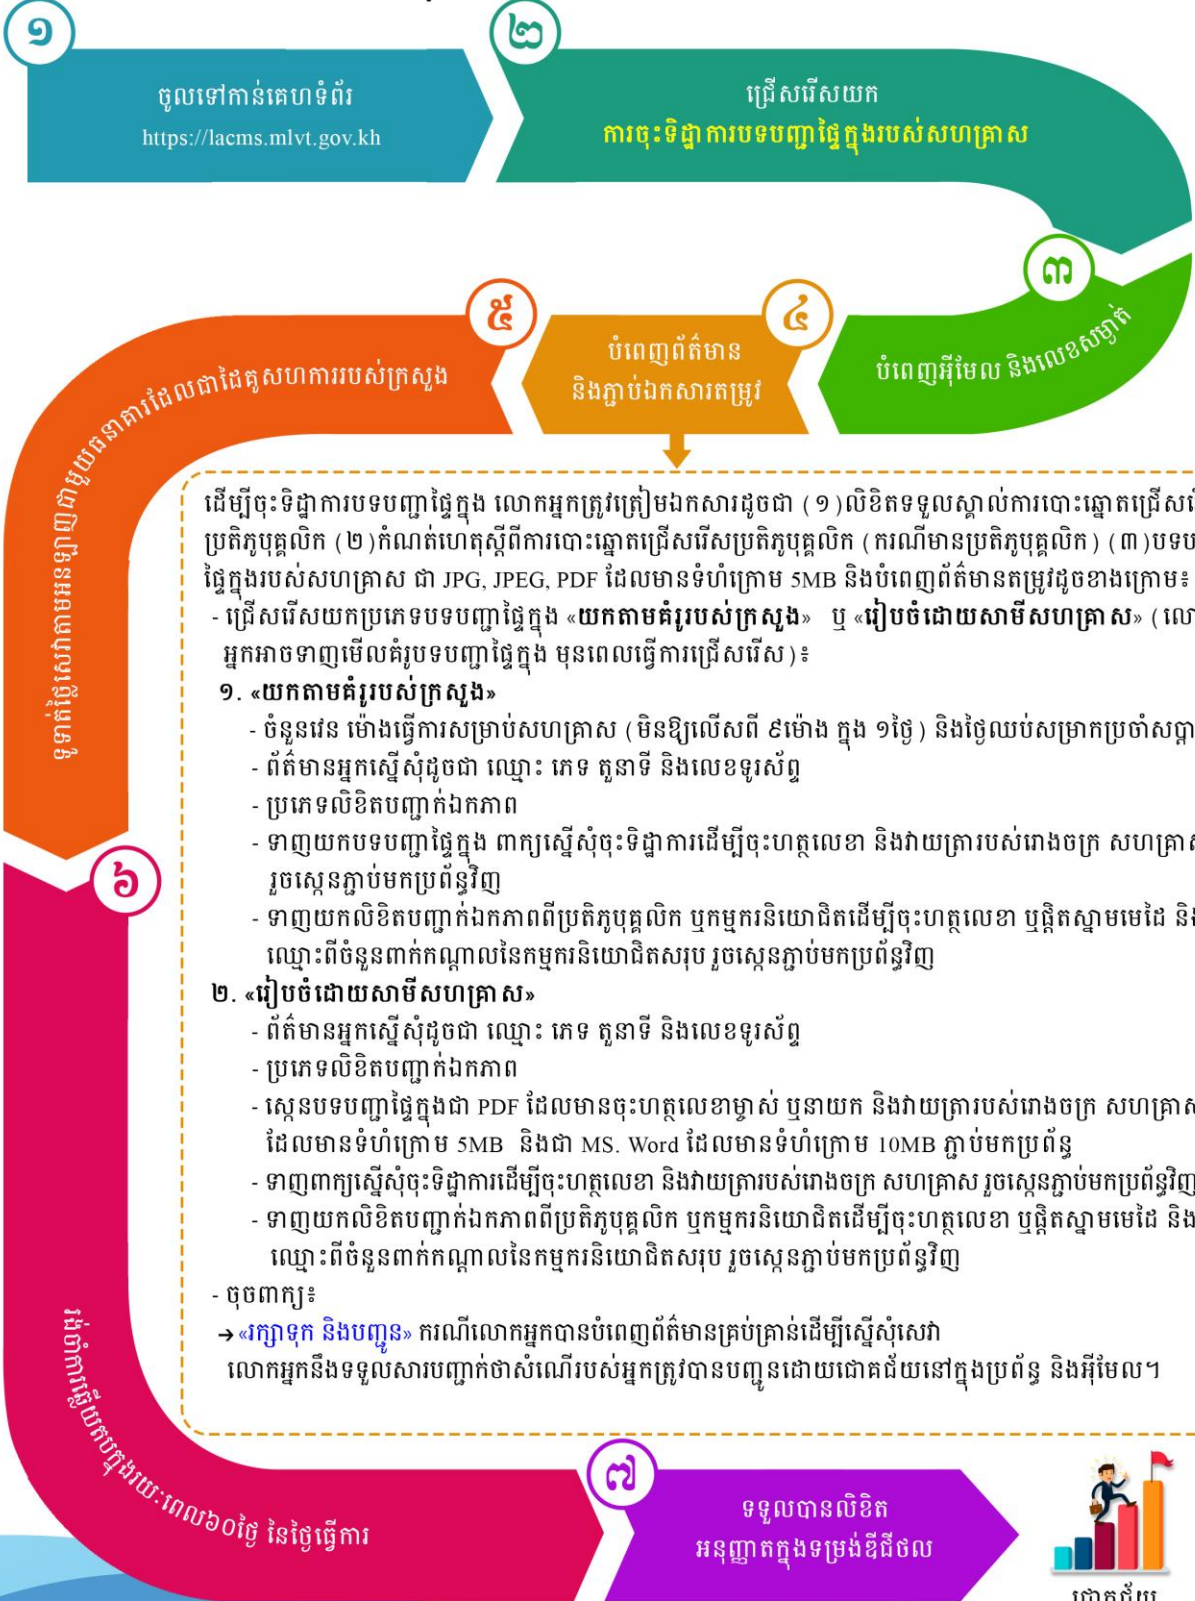 ១
ចូលទៅកាន់គេហទំព័រ
https://lacms.mlvt.gov.kh
២
ជ្រើសរើសយក
ការចុះទិដ្ឋាការបទបញ្ជាផ្ទៃក្នុងរបស់សហគ្រាស
៣
បំពេញអ៊ីមែល និងលេខសម្ងាត់
៤
បំពេញព័ត៌មាន
និងភ្ជាប់ឯកសារតម្រូវ
ដើម្បីចុះទិដ្ឋាការបទបញ្ជាផ្ទៃក្នុង លោកអ្នកត្រូវត្រៀមឯកសារដូចជា (១)លិខិតទទួលស្គាល់ការបោះឆ្នោតជ្រើសរើ
ប្រតិភូបុគ្គលិក (២)កំណត់ហេតុស្តីពីការបោះឆ្នោតជ្រើសរើសប្រតិភូបុគ្គលិក (ករណីមានប្រតិភូបុគ្គលិក) (៣)បទប
ផ្ទៃក្នុងរបស់សហគ្រាស ជា JPG, JPEG, PDF ដែលមានទំហំក្រោម 5MB និងបំពេញព័ត៌មានតម្រូវដូចខាងក្រោម៖
- ជ្រើសរើសយកប្រភេទបទបញ្ជាផ្ទៃក្នុង «យកតាមគំរូរបស់ក្រសួង» ឬ «រៀបចំដោយសាមីសហគ្រាស» (លោ
អ្នកអាចទាញមើលគំរូបទបញ្ជាផ្ទៃក្នុង មុនពេលធ្វើការជ្រើសរើស)៖
១. «យកតាមគំរូរបស់ក្រសួង»
- ចំនួនវេន ម៉ោងធ្វើការសម្រាប់សហគ្រាស (មិនឱ្យលើសពី ៩ម៉ោង ក្នុង ១ថ្ងៃ) និងថ្ងៃឈប់សម្រាកប្រចាំសប្តា
- ព័ត៌មានអ្នកស្នើសុំដូចជា ឈ្មោះ ភេទ តួនាទី និងលេខទូរស័ព្ទ
- ប្រភេទលិខិតបញ្ជាក់ឯកភាព
- ទាញយកបទបញ្ជាផ្ទៃក្នុង ពាក្យស្នើសុំចុះទិដ្ឋាការដើម្បីចុះហត្ថលេខា និងវាយត្រារបស់រោងចក្រ សហគ្រាស
រួចស្កេនភ្ជាប់មកប្រព័ន្ធវិញ
- ទាញយកលិខិតបញ្ជាក់ឯកភាពពីប្រតិភូបុគ្គលិក ឬកម្មករនិយោជិតដើម្បីចុះហត្ថលេខា ឬផ្តិតស្នាមមេដៃ និង
ឈ្មោះពីចំនួនពាក់កណ្តាលនៃកម្មករនិយោជិតសរុប រួចស្កេនភ្ជាប់មកប្រព័ន្ធវិញ
២. «រៀបចំដោយសាមីសហគ្រាស»
- ព័ត៌មានអ្នកស្នើសុំដូចជា ឈ្មោះ ភេទ តួនាទី និងលេខទូរស័ព្ទ
- ប្រភេទលិខិតបញ្ជាក់ឯកភាព
- ស្កេនបទបញ្ជាផ្ទៃក្នុងជា PDF ដែលមានចុះហត្ថលេខាម្ចាស់ ឬនាយក និងវាយត្រារបស់រោងចក្រ សហគ្រាស
ដែលមានទំហំក្រោម 5MB និងជា MS. Word ដែលមានទំហំក្រោម 10MB ភ្ជាប់មកប្រព័ន្ធ
- ទាញពាក្យស្នើសុំចុះទិដ្ឋាការដើម្បីចុះហត្ថលេខា និងវាយត្រារបស់រោងចក្រ សហគ្រាស រួចស្កេនភ្ជាប់មកប្រព័ន្ធវិញ
- ទាញយកលិខិតបញ្ជាក់ឯកភាពពីប្រតិភូបុគ្គលិក ឬកម្មករនិយោជិតដើម្បីចុះហត្ថលេខា ឬផ្តិតស្នាមមេដៃ និង
ឈ្មោះពីចំនួនពាក់កណ្តាលនៃកម្មករនិយោជិតសរុប រួចស្កេនភ្ជាប់មកប្រព័ន្ធវិញ
- ចុចពាក្យ៖
→«រក្សាទុក និងបញ្ជូន» ករណីលោកអ្នកបានបំពេញព័ត៌មានគ្រប់គ្រាន់ដើម្បីស្នើសុំសេវា
លោកអ្នកនឹងទទួលសារបញ្ជាក់ថាសំណើរបស់អ្នកត្រូវបានបញ្ជូនដោយជោគជ័យនៅក្នុងប្រព័ន្ធ និងអ៊ីមែល។
៥
ទូទាត់ថ្លៃសេវាតាមអនឡាញជាមួយធនាគារដែលជាដៃគូសហការរបស់ក្រសួង
៦
រង់ចាំការឆ្លើយតបក្នុងរយៈពេល៦០ថ្ងៃ នៃថ្ងៃធ្វើការ
៧
ទទួលបានលិខិត
អនុញ្ញាតក្នុងទម្រង់ឌីជីថល
ជោគជ័យ